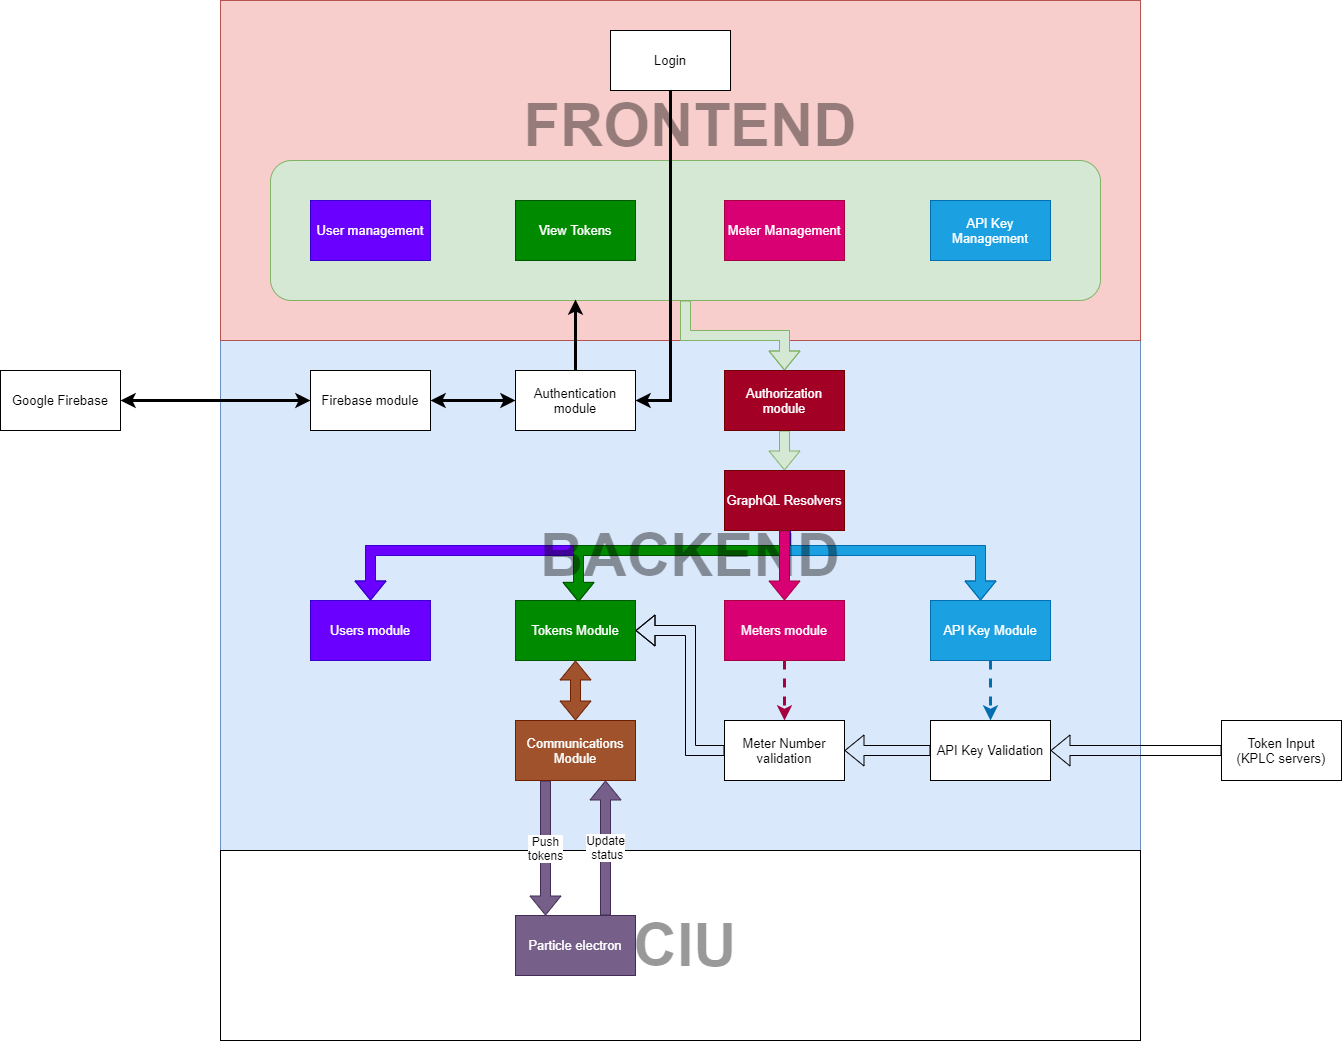 Login
FRONTEND
User management
View Tokens
Meter Management
API Key
Management
Google Firebase
Firebase module
Authentication
module
Authorization
module
GraphQL Resolvers
BACKEND
Users module
Tokens Module
Meters module
API Key Module
Communications
Module
Meter Number
validation
API Key Validation
Token Input
(KPLC servers)
Push
tokens
Update
status
Particle electron
CIU